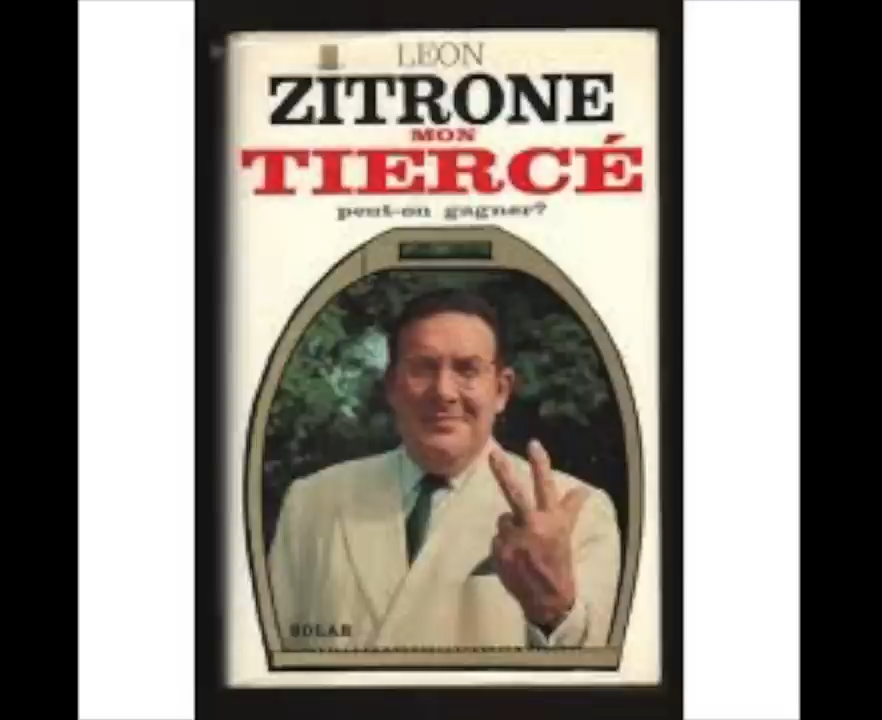 LEON
ZITRONE
MON
TIERCÉ
peut-on gagner?
SOLAR